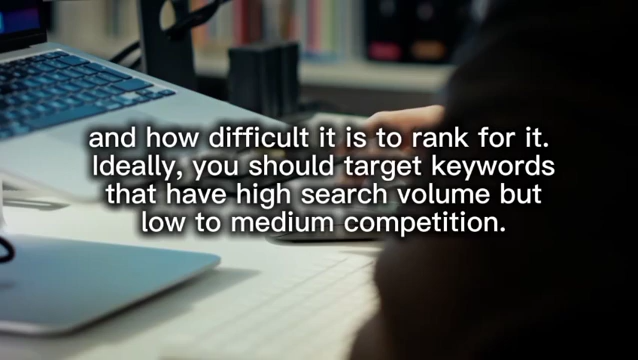 and how difficult it is to rank for it.
Ideally, you should target keywords
that have high search volume but
low to medium competition.